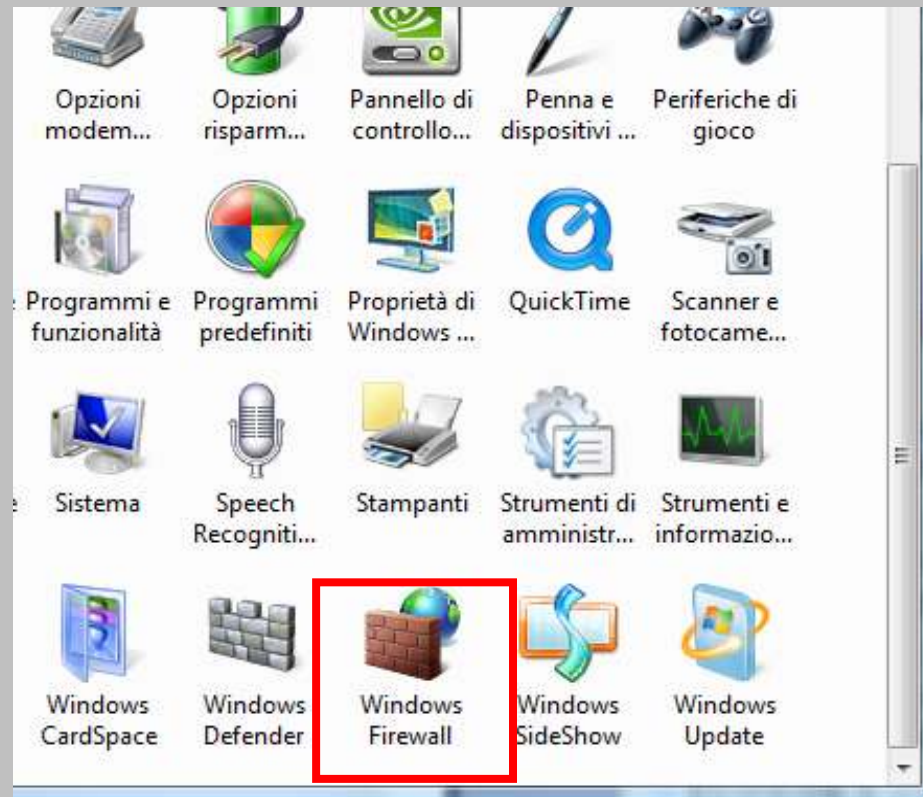 Opzioni modem...
Opzioni risparm...
Pannello di controllo...
Penna e dispositivi ...
Periferiche di gioco
Programmi e funzionalità
Programmi predefiniti
Proprietà di Windows ...
QuickTime
Scanner e fotocame...
Sistema
Speech Recogniti...
Stampanti
Strumenti di amministr...
Strumenti e informazio...
Windows CardSpace
Windows Defender
Windows Firewall
Windows SideShow
Windows Update